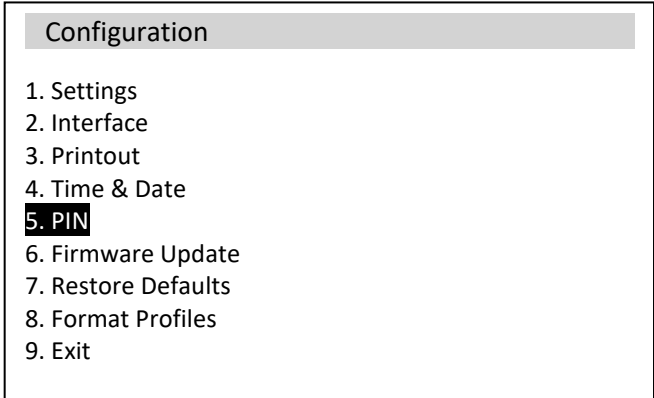 Configuration
1. Settings
2. Interface
3. Printout
4. Time & Date
5. PIN
6. Firmware Update
7. Restore Defaults
8. Format Profiles
9. Exit